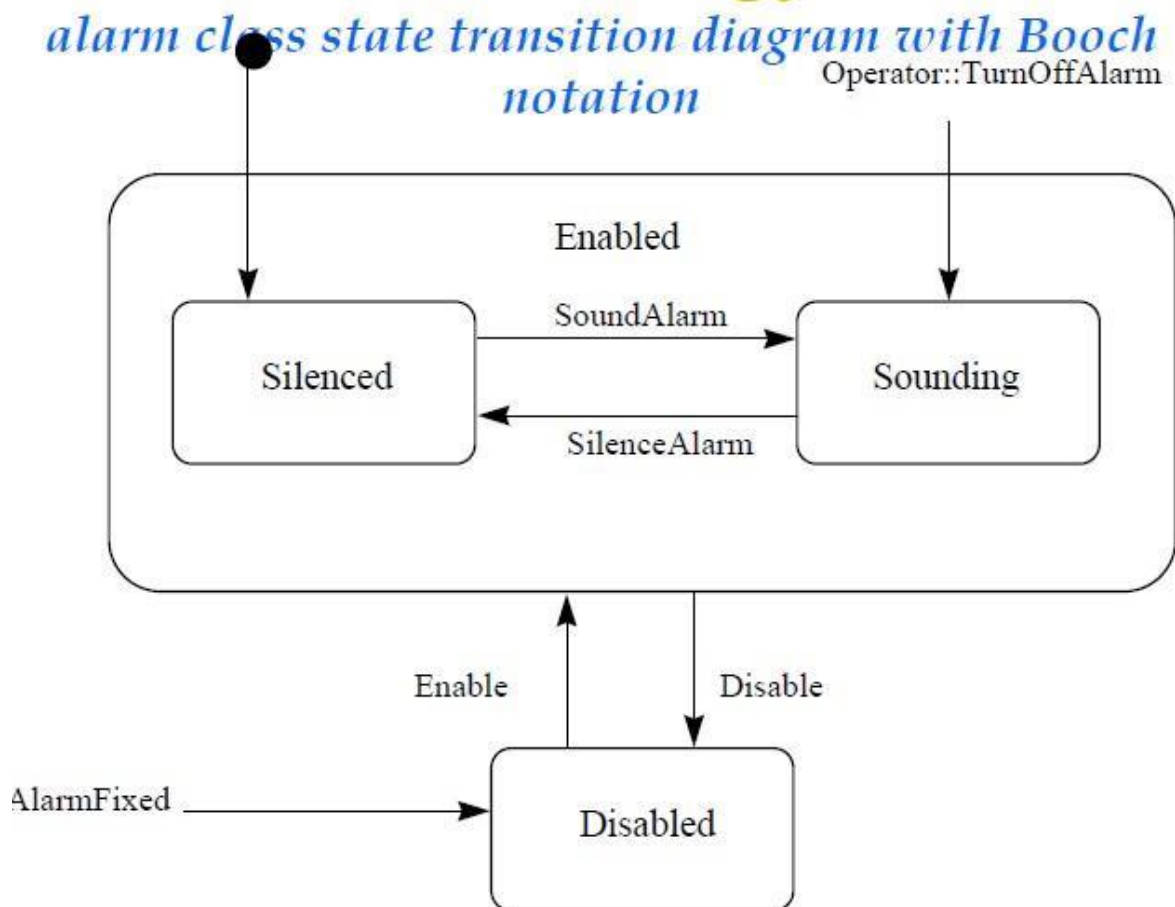 alarm class state transition diagram with Booch
notation
Operator::TurnOffAlarm
Enabled
SoundAlarm
Silenced
Sounding
SilenceAlarm
Enable
Disable
AlarmFixed
Disabled